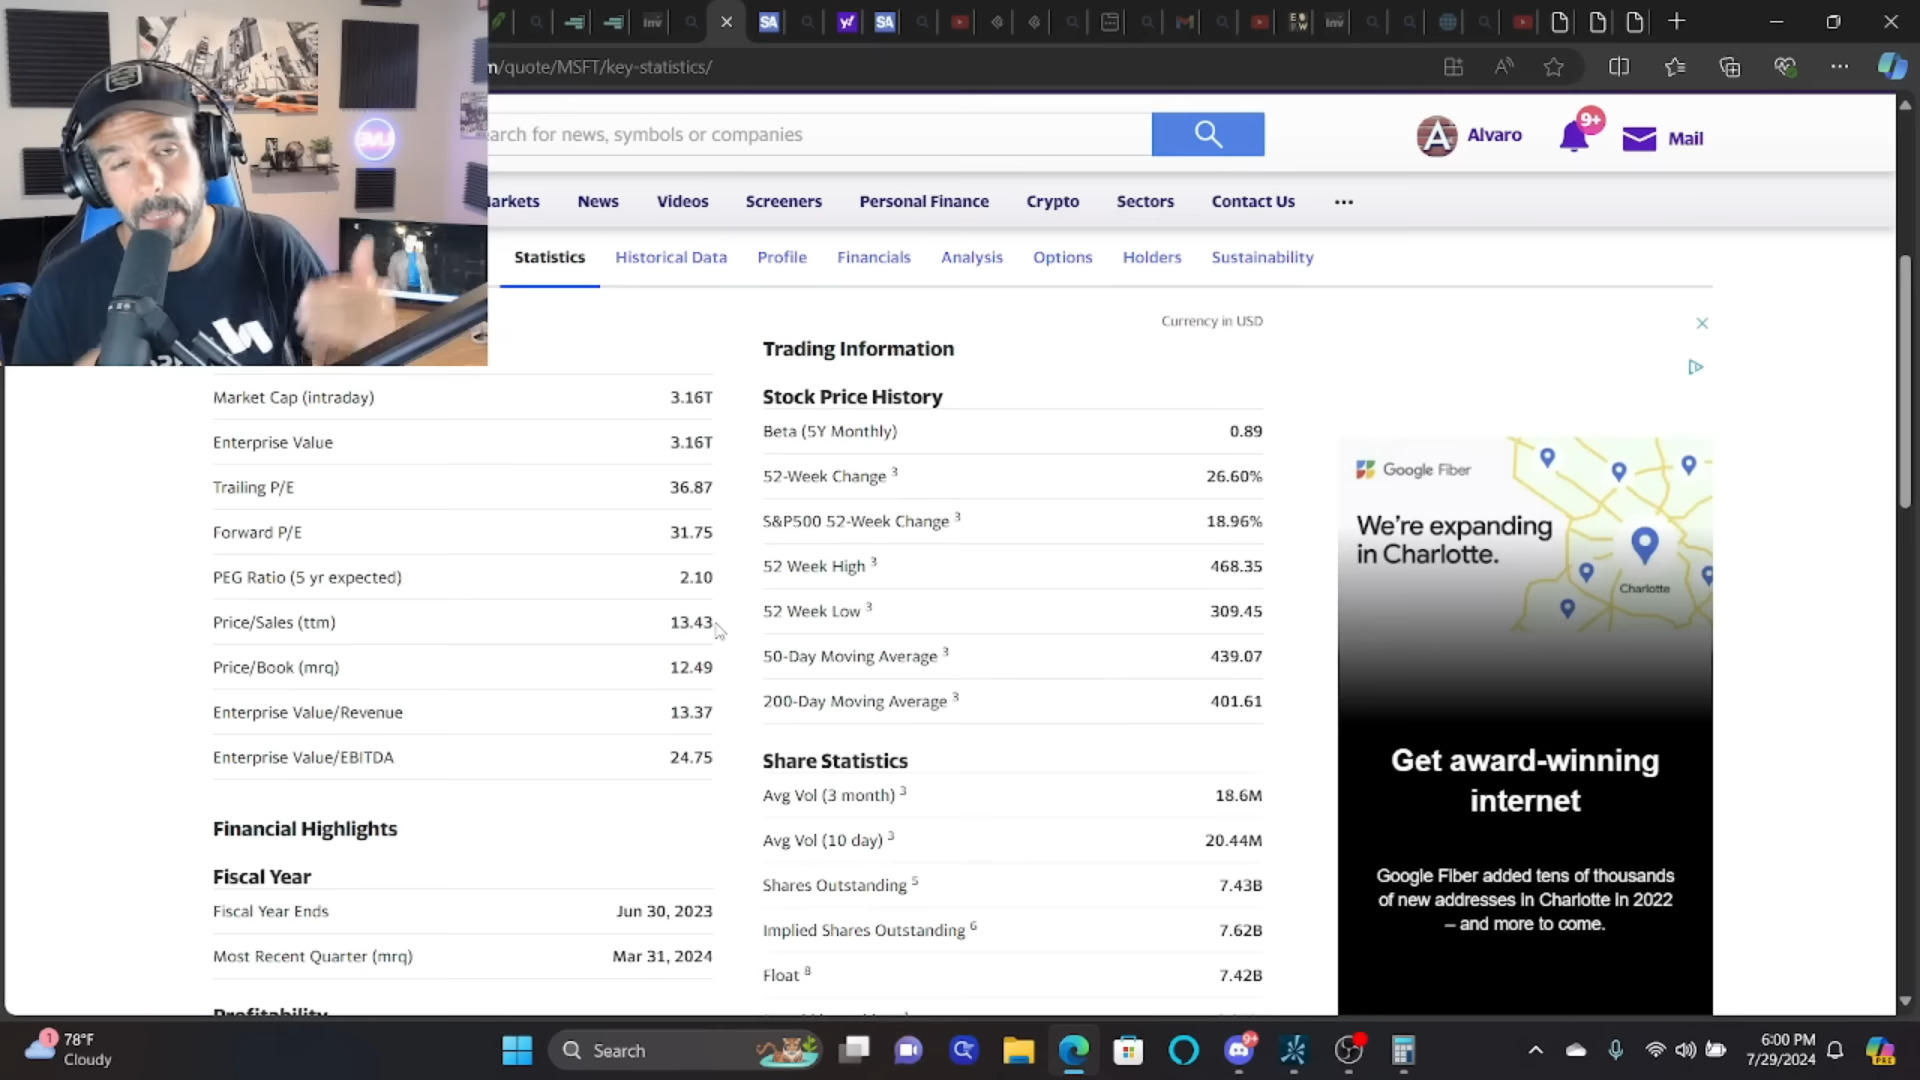 SA
SA
/quote/MSFT/key-statistics/
search for news, symbols or companies
Alvaro
9+
Mail
Markets News Videos Screeners Personal Finance Crypto Sectors Contact Us ...
Statistics Historical Data Profile Financials Analysis Options Holders Sustainability
Currency in USD
Market Cap (intraday) 3.16T
Enterprise Value 3.16T
Trailing P/E 36.87
Forward P/E 31.75
PEG Ratio (5 yr expected) 2.10
Price/Sales (ttm) 13.43
Price/Book (mrq) 12.49
Enterprise Value/Revenue 13.37
Enterprise Value/EBITDA 24.75
Financial Highlights
Fiscal Year
Fiscal Year Ends Jun 30, 2023
Most Recent Quarter (mrq) Mar 31, 2024
Profitability
Trading Information
Stock Price History
Beta (5Y Monthly) 0.89
52-Week Change 3 26.60%
S&P500 52-Week Change 3 18.96%
52 Week High 3 468.35
52 Week Low 3 309.45
50-Day Moving Average 3 439.07
200-Day Moving Average 3 401.61
Share Statistics
Avg Vol (3 month) 3 18.6M
Avg Vol (10 day) 3 20.44M
Shares Outstanding 5 7.43B
Implied Shares Outstanding 6 7.62B
Float 8 7.42B
Google Fiber
We're expanding
in Charlotte.
Charlotte
Get award-winning
internet
Google Fiber added tens of thousands
of new addresses in Charlotte in 2022
– and more to come.
1
78°F
Cloudy
Search
9+
6:00 PM
7/29/2024
PRE